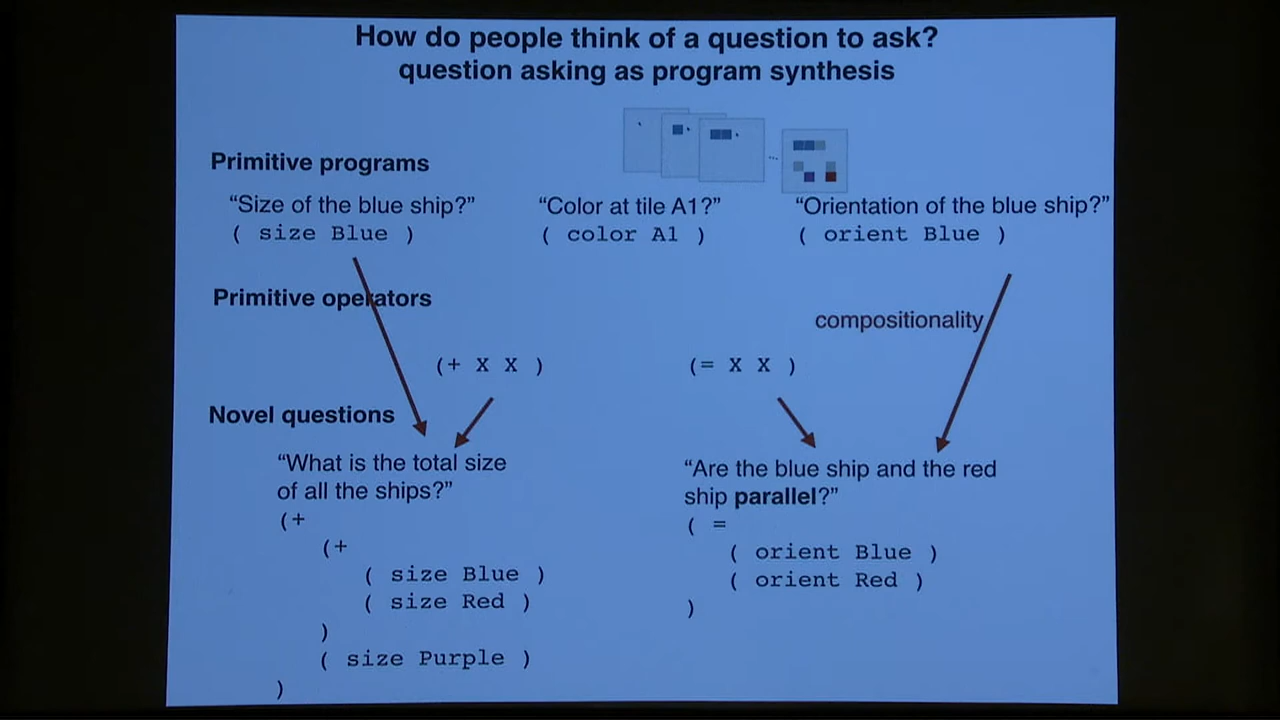 How do people think of a question to ask?
question asking as program synthesis
Primitive programs
...
“Size of the blue ship?”
( size Blue )
“Color at tile A1?”
( color A1 )
“Orientation of the blue ship?”
( orient Blue )
Primitive operators
compositionality
(+ X X )
(= X X )
Novel questions
“What is the total size
of all the ships?”
(+
(+
( size Blue )
( size Red )
)
( size Purple )
)
“Are the blue ship and the red
ship parallel?”
( =
( orient Blue )
( orient Red )
)